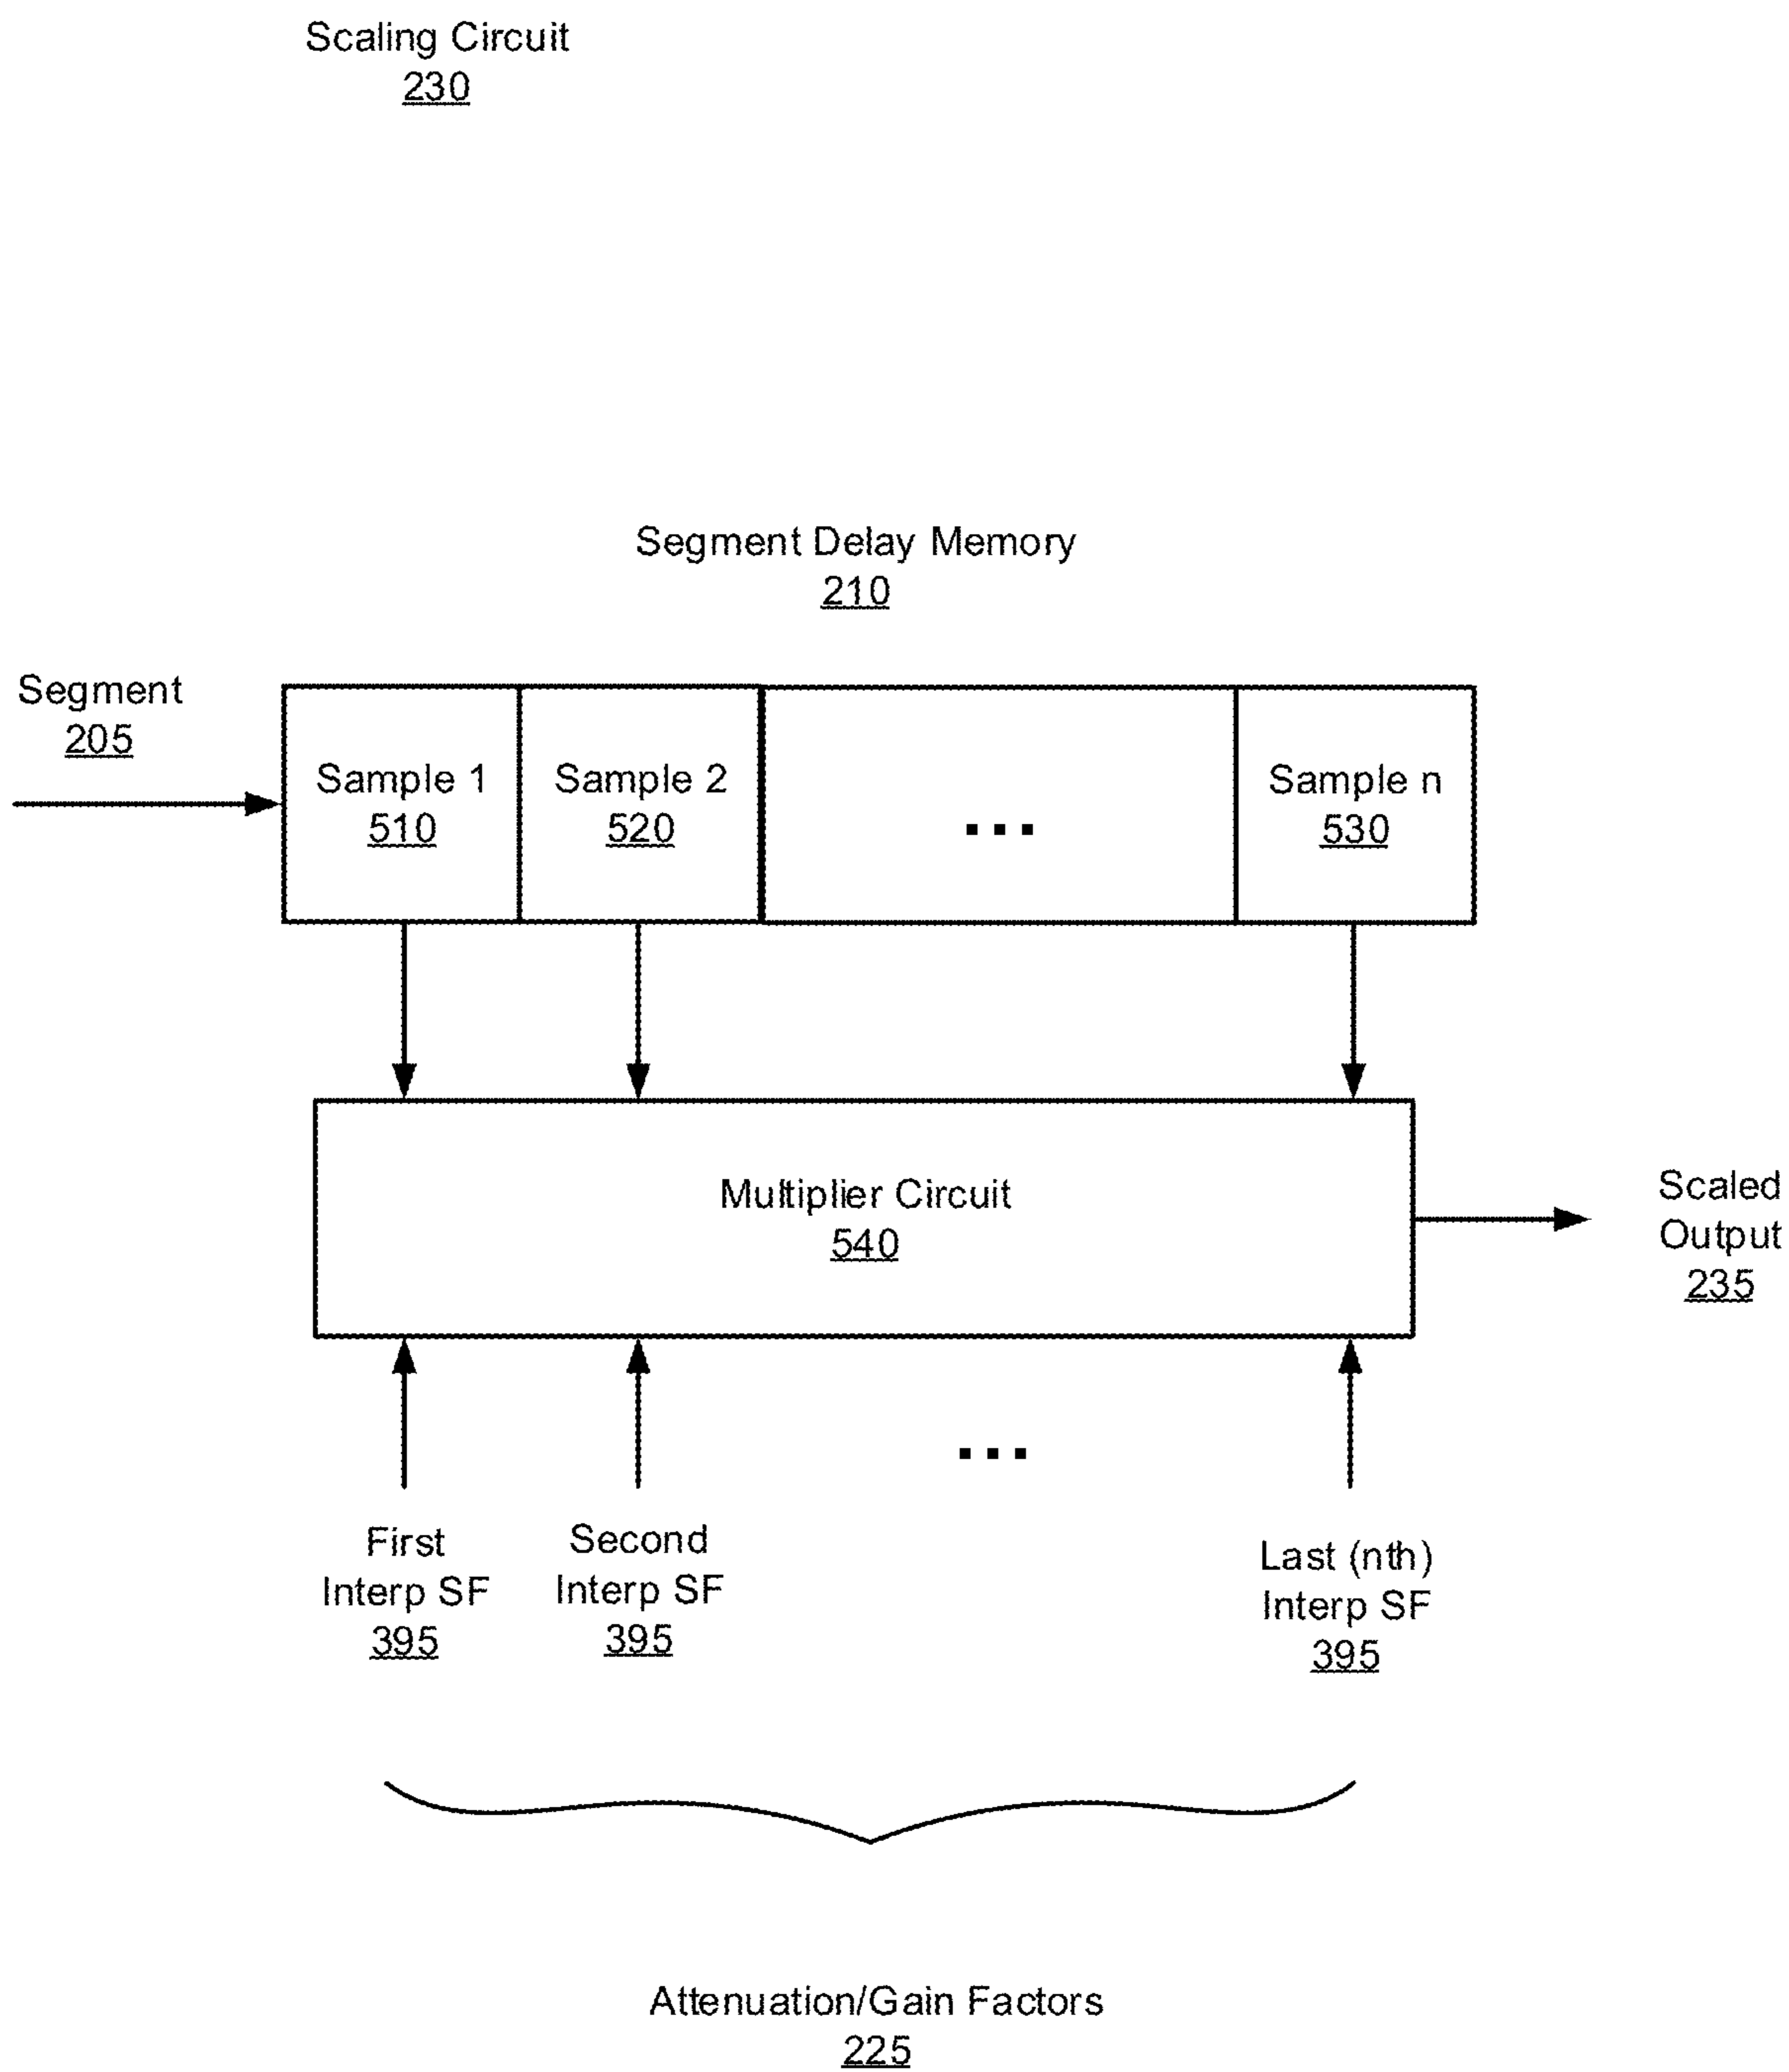 Scaling Circuit
230
Segment Delay Memory
210
Segment
205
Sample 1
510
Sample 2
520
...
Sample n
530
Multiplier Circuit
540
Scaled
Output
235
First
Interp SF
395
Second
Interp SF
395
...
Last (nth)
Interp SF
395
Attenuation/Gain Factors
225